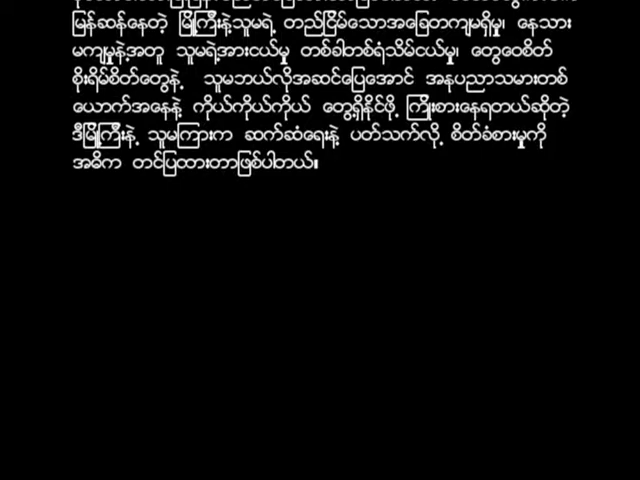 မြန်ဆန်နေတဲ့ မြို့ကြီးနဲ့သူမရဲ့ တည်ငြိမ်သောအခြေတကျမရှိမှု၊ နေသား
မကျမှုနဲ့အတူ သူမရဲ့အားငယ်မှု တစ်ခါတစ်ရံသိမ်ငယ်မှု၊ တွေဝေစိတ်
စိုးရိမ်စိတ်တွေနဲ့ သူမဘယ်လိုအဆင်ပြေအောင် အနုပညာသမားတစ်
ယောက်အနေနဲ့ ကိုယ်ကိုယ်ကိုယ် တွေ့ရှိနိုင်ဖို့ ကြိုးစားနေရတယ်ဆိုတဲ့
ဒီမြို့ကြီးနဲ့ သူမကြားက ဆက်ဆံရေးနဲ့ ပတ်သက်လို့ စိတ်ခံစားမှုကို
အဓိက တင်ပြထားတာဖြစ်ပါတယ်။